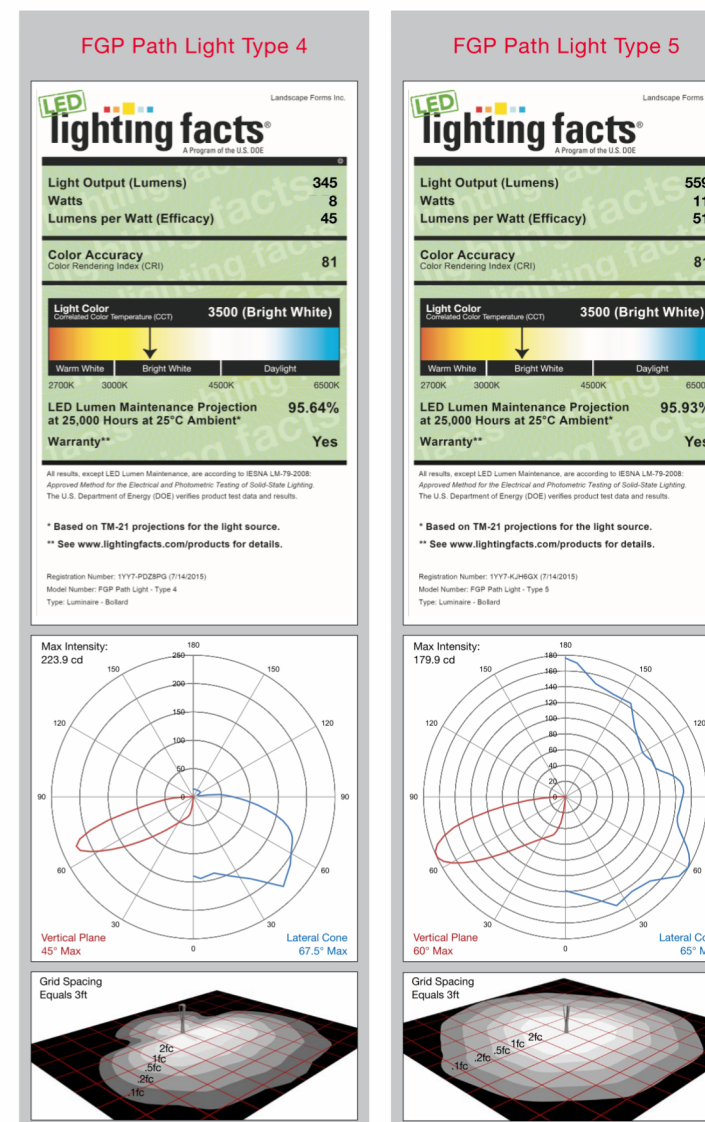 FGP Path Light Type 4
LED
Landscape Forms Inc.
lighting facts®
A Program of the U.S. DOE
Light Output (Lumens) 345
Watts 8
Lumens per Watt (Efficacy) 45
Color Accuracy
Color Rendering Index (CRI) 81
Light Color
Correlated Color Temperature (CCT) 3500 (Bright White)
Warm White Bright White Daylight
2700K 3000K 4500K 6500K
LED Lumen Maintenance Projection
at 25,000 Hours at 25°C Ambient* 95.64%
Warranty** Yes
All results, except LED Lumen Maintenance, are according to IESNA LM-79-2008:
Approved Method for the Electrical and Photometric Testing of Solid-State Lighting.
The U.S. Department of Energy (DOE) verifies product test data and results.
* Based on TM-21 projections for the light source.
** See www.lightingfacts.com/products for details.
Registration Number: 1YY7-PDZ8PG (7/14/2015)
Model Number: FGP Path Light - Type 4
Type: Luminaire - Bollard
Max Intensity:
223.9 cd
180
250
150 150
200
150
120 120
100
50
90 0 90
60 60
30 30
0
Vertical Plane
45° Max
Lateral Cone
67.5° Max
Grid Spacing
Equals 3ft
2fc
1fc
.5fc
.2fc
.1fc
FGP Path Light Type 5
LED
Landscape Forms
lighting facts®
A Program of the U.S. DOE
Light Output (Lumens) 559
Watts 11
Lumens per Watt (Efficacy) 51
Color Accuracy
Color Rendering Index (CRI) 81
Light Color
Correlated Color Temperature (CCT) 3500 (Bright White)
Warm White Bright White Daylight
2700K 3000K 4500K 6500
LED Lumen Maintenance Projection
at 25,000 Hours at 25°C Ambient* 95.93%
Warranty** Yes
All results, except LED Lumen Maintenance, are according to IESNA LM-79-2008:
Approved Method for the Electrical and Photometric Testing of Solid-State Lighting.
The U.S. Department of Energy (DOE) verifies product test data and results.
* Based on TM-21 projections for the light source.
** See www.lightingfacts.com/products for details.
Registration Number: 1YY7-KJH6GX (7/14/2015)
Model Number: FGP Path Light - Type 5
Type: Luminaire - Bollard
Max Intensity:
179.9 cd
180
180
150 160 150
140
120
120 100 120
80
60
40
20
90 0
60 60
30 30
0
Vertical Plane
60° Max
Lateral Co
65° M
Grid Spacing
Equals 3ft
2fc
1fc
.5fc
.2fc
.1fc